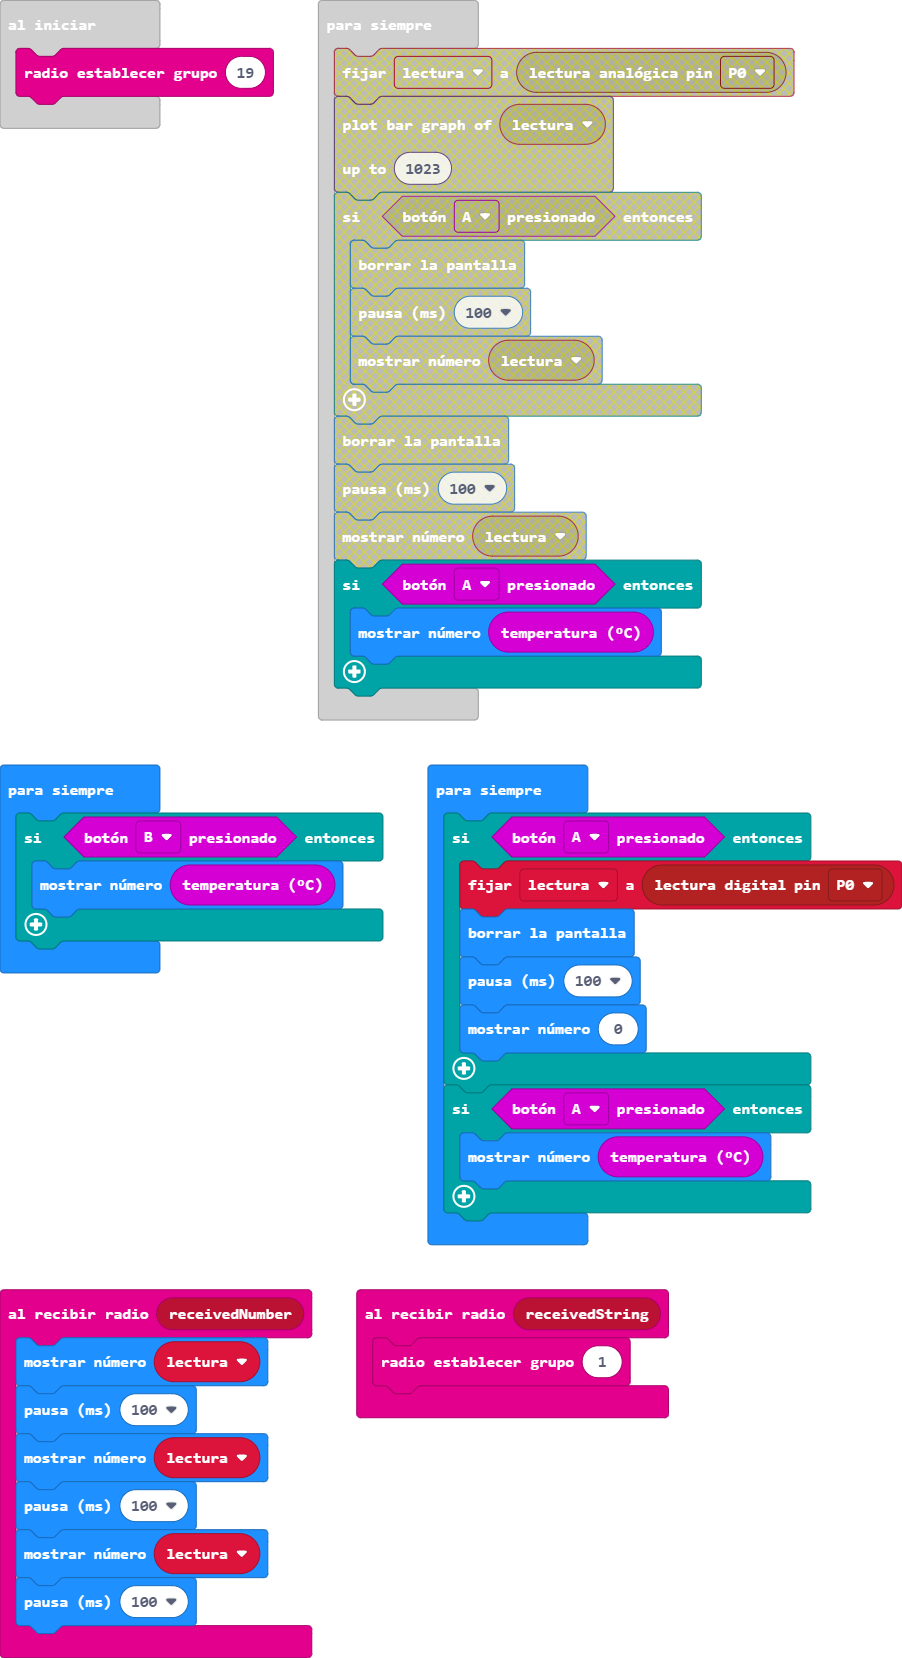 al iniciar
radio establecer grupo 19
para siempre
fijar lectura a lectura analógica pin P0
plot bar graph of lectura
up to 1023
si botón A presionado entonces
borrar la pantalla
pausa (ms) 100
mostrar número lectura
borrar la pantalla
pausa (ms) 100
mostrar número lectura
si botón A presionado entonces
mostrar número temperatura (ºC)
para siempre
si botón B presionado entonces
mostrar número temperatura (ºC)
para siempre
si botón A presionado entonces
fijar lectura a lectura digital pin P0
borrar la pantalla
pausa (ms) 100
mostrar número 0
si botón A presionado entonces
mostrar número temperatura (ºC)
al recibir radio receivedNumber
mostrar número lectura
pausa (ms) 100
mostrar número lectura
pausa (ms) 100
mostrar número lectura
pausa (ms) 100
al recibir radio receivedString
radio establecer grupo 1